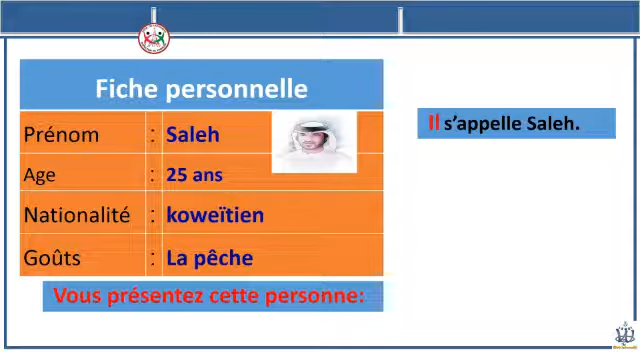 Fiche personnelle
Prénom : Saleh
Age : 25 ans
Nationalité : koweïtien
Goûts : La pêche
Vous présentez cette personne:
Il s’appelle Saleh.